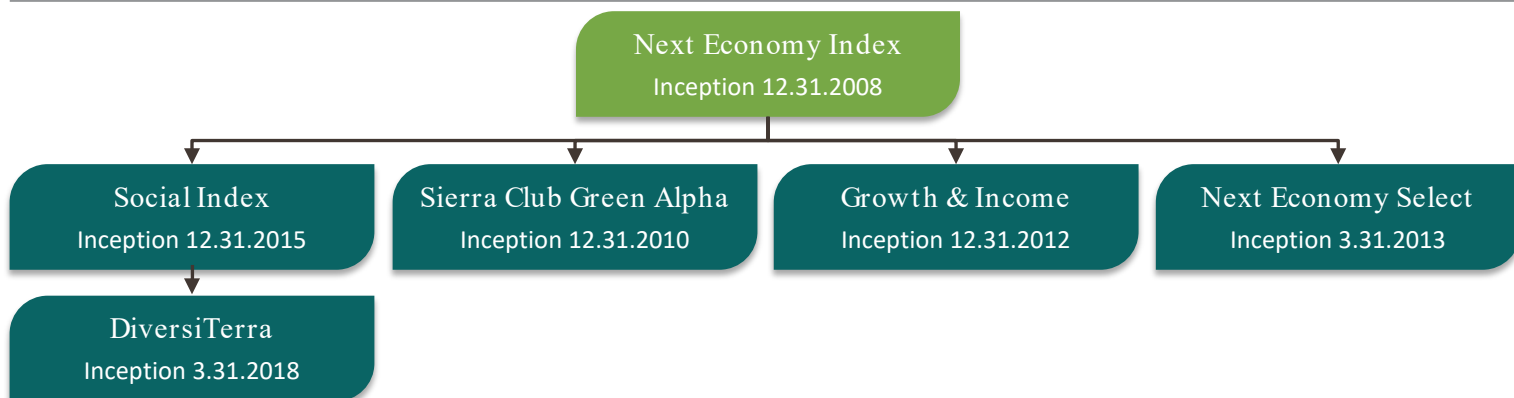 Next Economy Index
Inception 12.31.2008
Social Index
Inception 12.31.2015
Sierra Club Green Alpha
Inception 12.31.2010
Growth & Income
Inception 12.31.2012
Next Economy Select
Inception 3.31.2013
DiversiTerra
Inception 3.31.2018